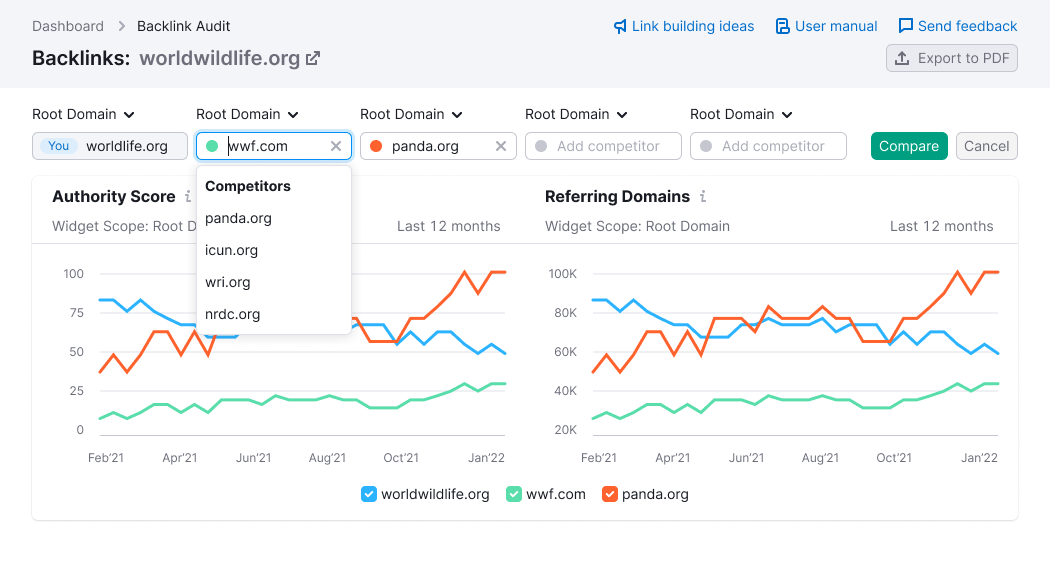 Dashboard > Backlink Audit
Link building ideas
User manual
Send feedback
Backlinks: worldwildlife.org
Export to PDF
Root Domain
Root Domain
Root Domain
Root Domain
Root Domain
You worldlife.org
wwf.com
panda.org
Add competitor
Add competitor
Compare
Cancel
Competitors
panda.org
icun.org
wri.org
nrdc.org
Authority Score i
Widget Scope: Root D
Last 12 months
100
75
50
25
0
Feb’21 Apr’21 Jun’21 Aug’21 Oct’21 Jan’22
Referring Domains i
Widget Scope: Root Domain
Last 12 months
100K
80K
60K
40K
20K
Feb’21 Apr’21 Jun’21 Aug’21 Oct’21 Jan’22
worldwildlife.org wwf.com panda.org